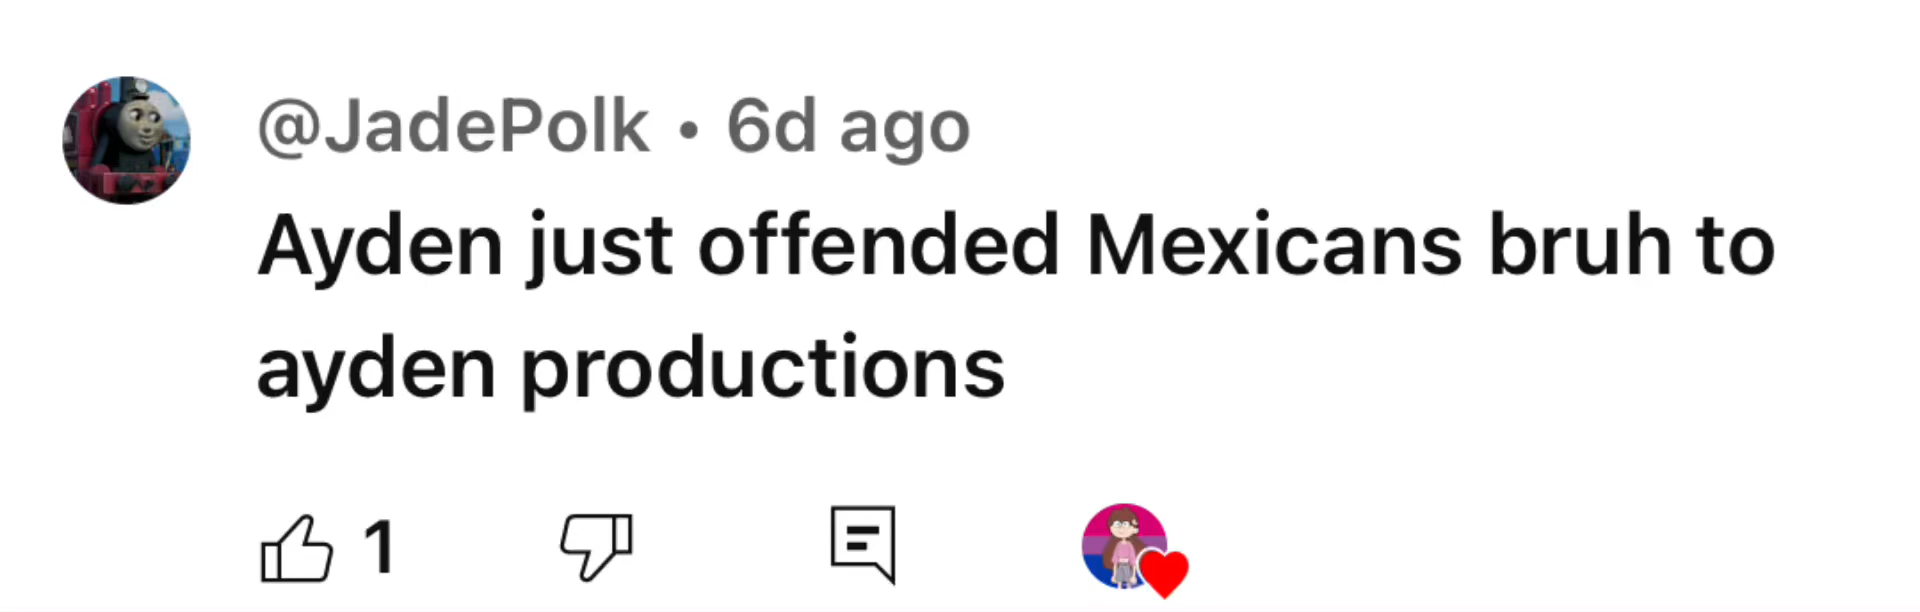 @JadePolk • 6d ago
Ayden just offended Mexicans bruh to
ayden productions
1